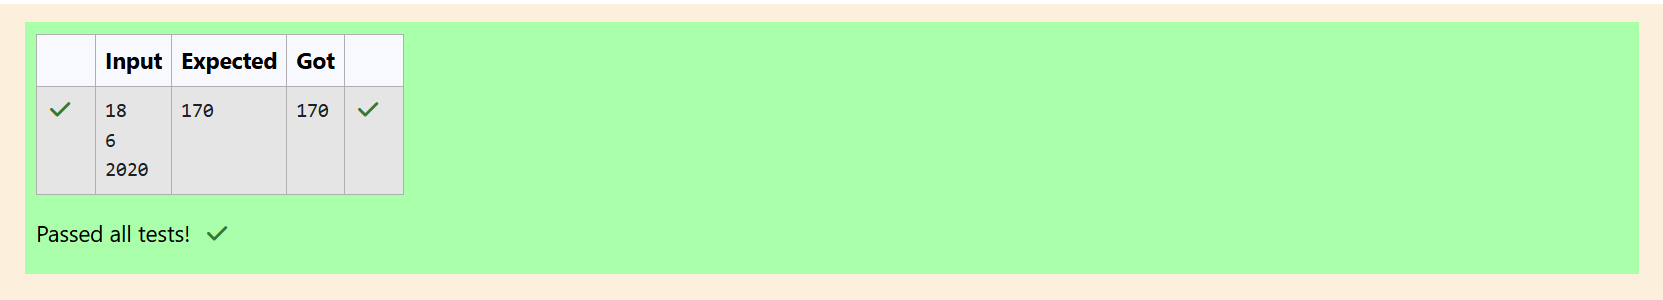 Input Expected Got
18 170 170
6
2020
Passed all tests!